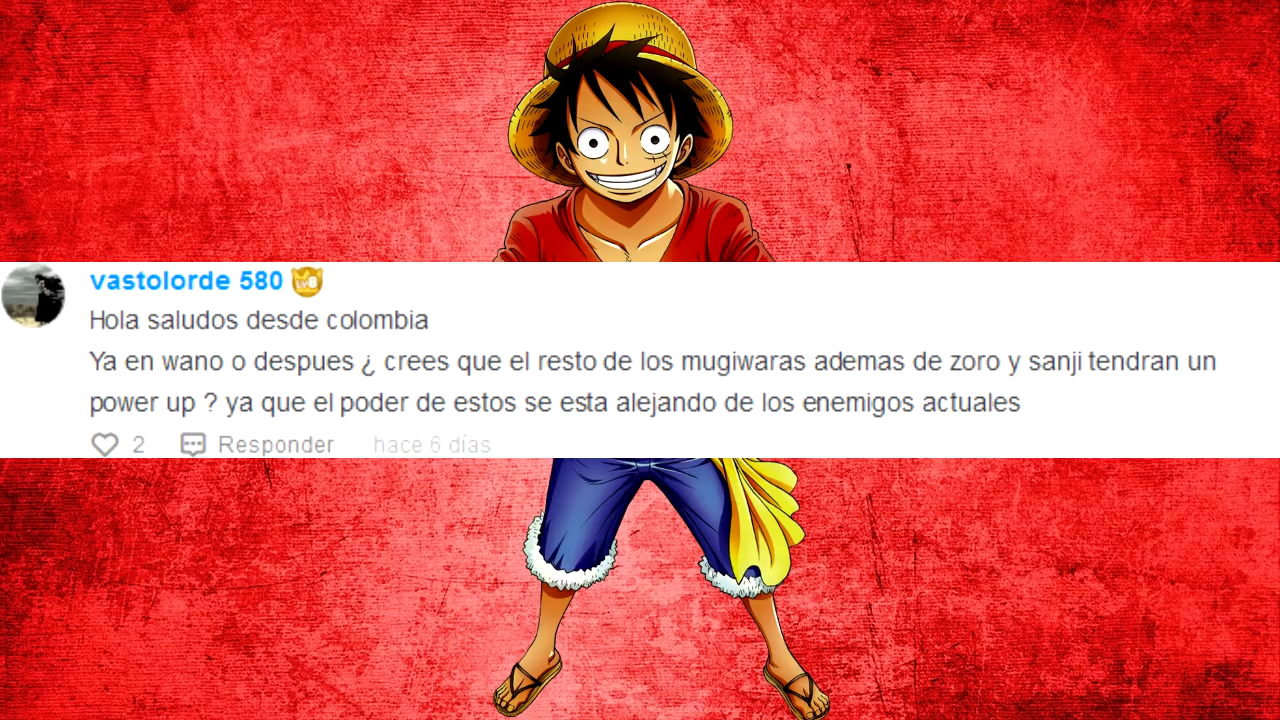 vastolorde 580 LV8
Hola saludos desde colombia
Ya en wano o despues ¿ crees que el resto de los mugiwaras ademas de zoro y sanji tendran un
power up ? ya que el poder de estos se esta alejando de los enemigos actuales
2 Responder hace 6 días